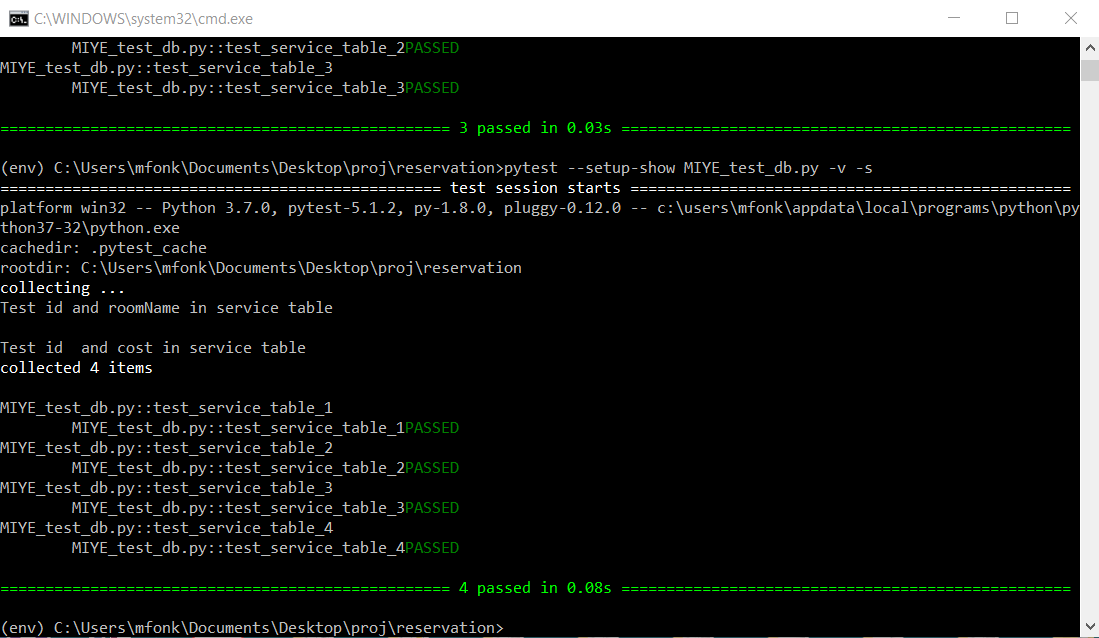 C:\WINDOWS\system32\cmd.exe
MIYE_test_db.py::test_service_table_2PASSED
MIYE_test_db.py::test_service_table_3
MIYE_test_db.py::test_service_table_3PASSED
================================================== 3 passed in 0.03s ==================================================
(env) C:\Users\mfonk\Documents\Desktop\proj\reservation>pytest --setup-show MIYE_test_db.py -v -s
================================================= test session starts =================================================
platform win32 -- Python 3.7.0, pytest-5.1.2, py-1.8.0, pluggy-0.12.0 -- c:\users\mfonk\appdata\local\programs\python\py
thon37-32\python.exe
cachedir: .pytest_cache
rootdir: C:\Users\mfonk\Documents\Desktop\proj\reservation
collecting ...
Test id and roomName in service table
Test id  and cost in service table
collected 4 items
MIYE_test_db.py::test_service_table_1
MIYE_test_db.py::test_service_table_1PASSED
MIYE_test_db.py::test_service_table_2
MIYE_test_db.py::test_service_table_2PASSED
MIYE_test_db.py::test_service_table_3
MIYE_test_db.py::test_service_table_3PASSED
MIYE_test_db.py::test_service_table_4
MIYE_test_db.py::test_service_table_4PASSED
================================================== 4 passed in 0.08s ==================================================
(env) C:\Users\mfonk\Documents\Desktop\proj\reservation>